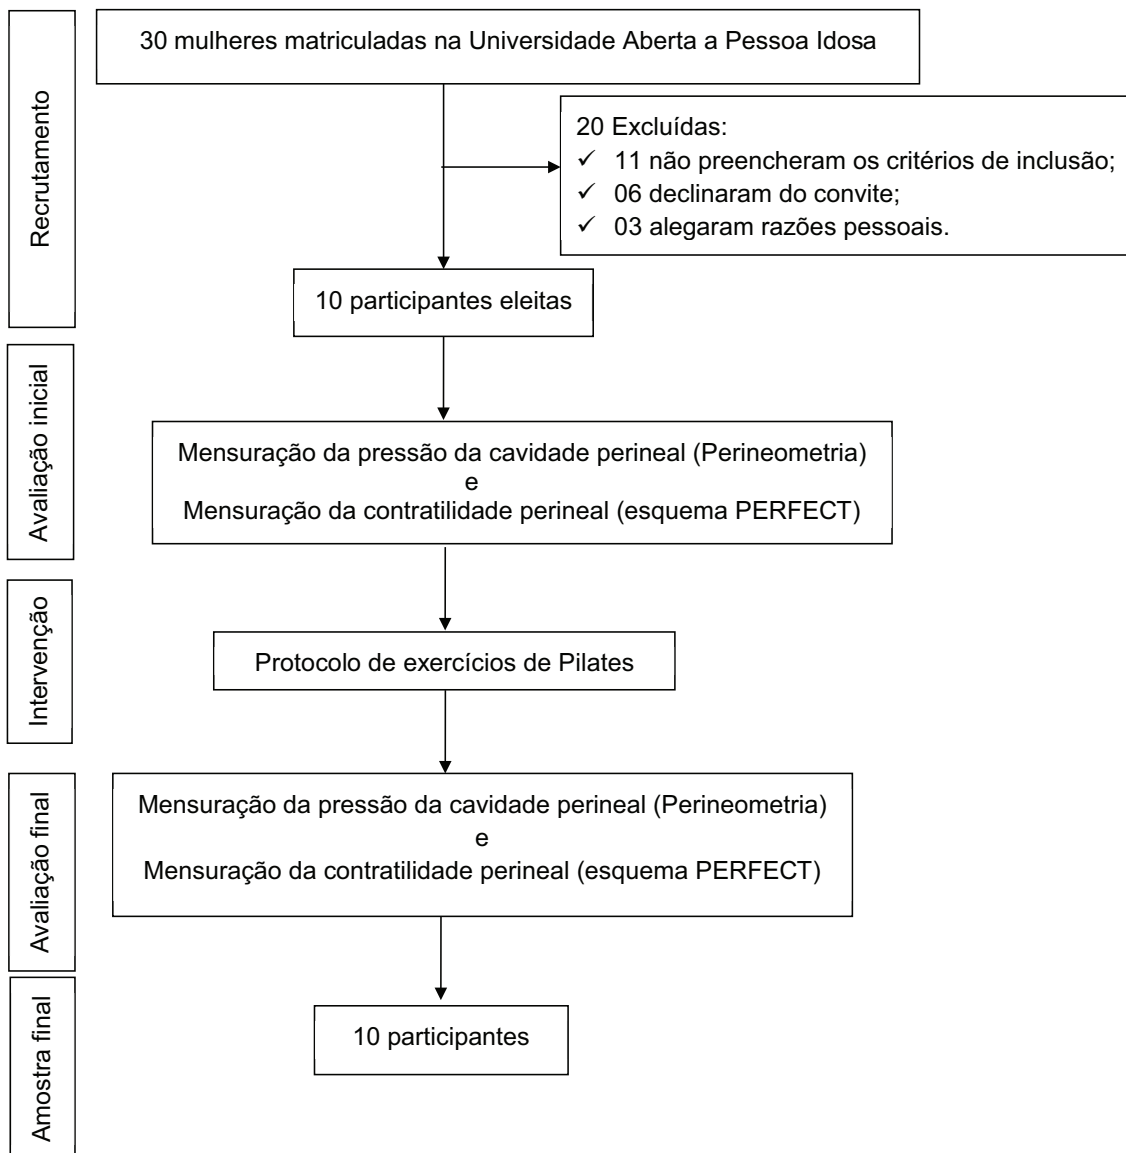 Recrutamento
30 mulheres matriculadas na Universidade Aberta a Pessoa Idosa
20 Excluídas:
✓ 11 não preencheram os critérios de inclusão;
✓ 06 declinaram do convite;
✓ 03 alegaram razões pessoais.
10 participantes eleitas
Avaliação inicial
Mensuração da pressão da cavidade perineal (Perineometria)
e
Mensuração da contratilidade perineal (esquema PERFECT)
Intervenção
Protocolo de exercícios de Pilates
Avaliação final
Mensuração da pressão da cavidade perineal (Perineometria)
e
Mensuração da contratilidade perineal (esquema PERFECT)
Amostra final
10 participantes